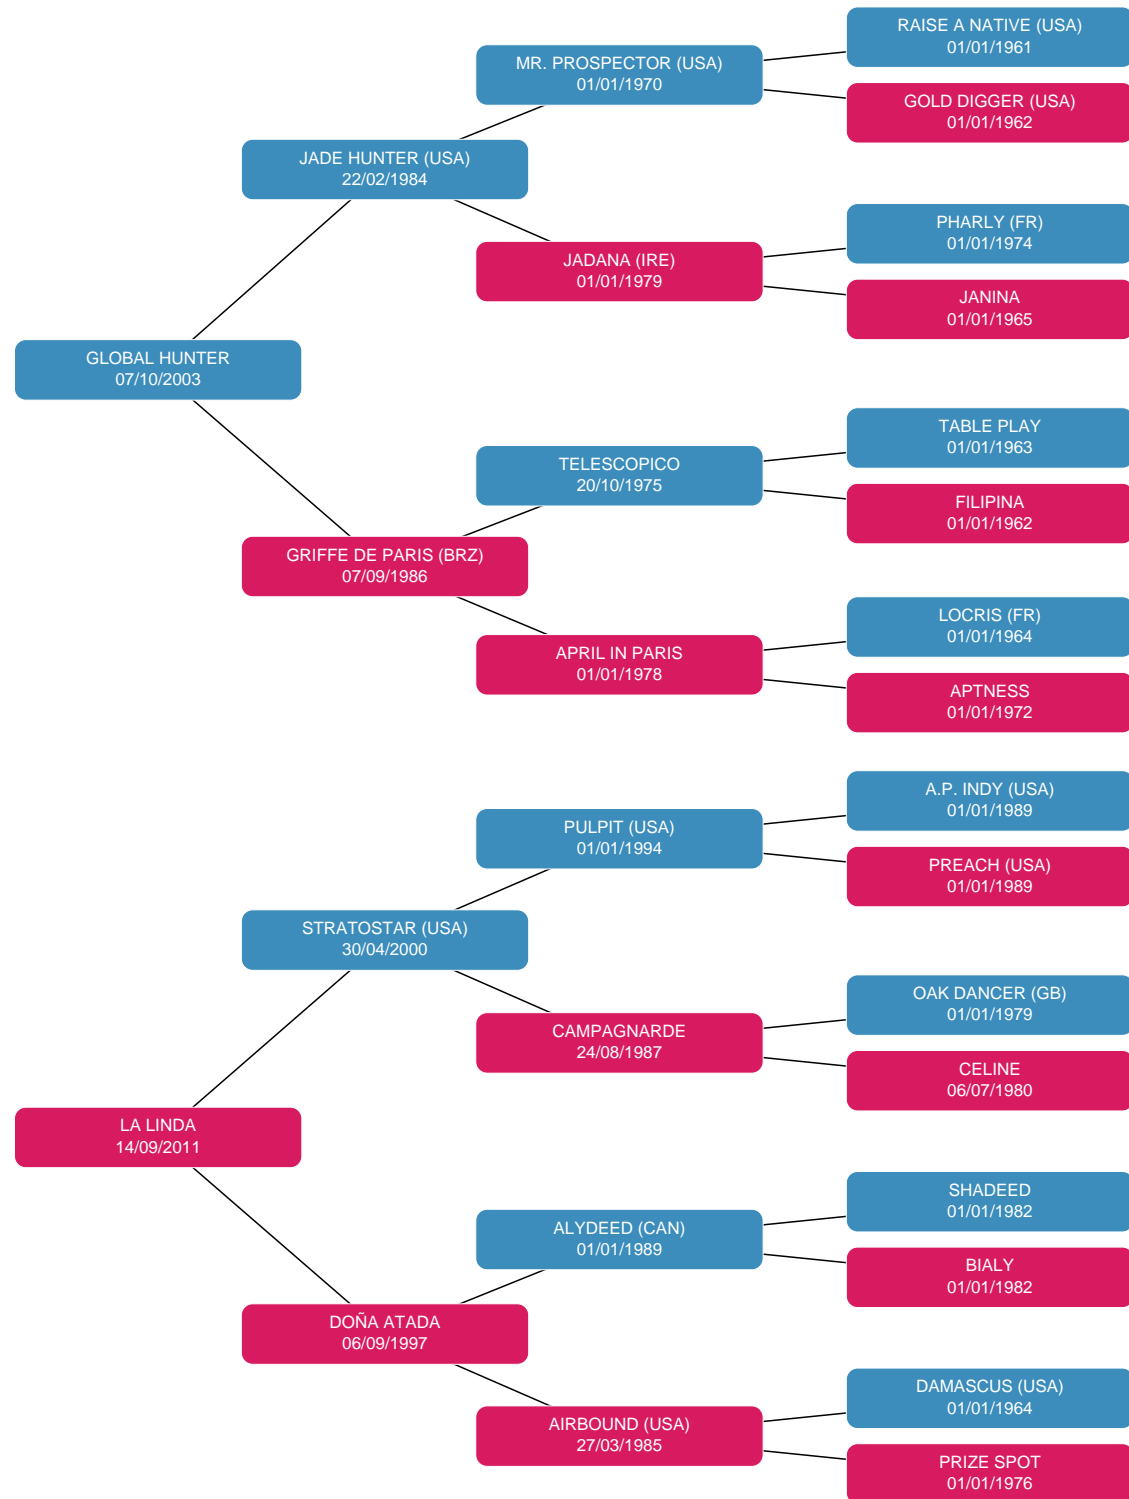 RAISE A NATIVE (USA)
01/01/1961
MR. PROSPECTOR (USA)
01/01/1970
GOLD DIGGER (USA)
01/01/1962
JADE HUNTER (USA)
22/02/1984
PHARLY (FR)
01/01/1974
JADANA (IRE)
01/01/1979
JANINA
01/01/1965
GLOBAL HUNTER
07/10/2003
TABLE PLAY
01/01/1963
TELESCOPICO
20/10/1975
FILIPINA
01/01/1962
GRIFFE DE PARIS (BRZ)
07/09/1986
LOCRIS (FR)
01/01/1964
APRIL IN PARIS
01/01/1978
APTNESS
01/01/1972
A.P. INDY (USA)
01/01/1989
PULPIT (USA)
01/01/1994
PREACH (USA)
01/01/1989
STRATOSTAR (USA)
30/04/2000
OAK DANCER (GB)
01/01/1979
CAMPAGNARDE
24/08/1987
CELINE
06/07/1980
LA LINDA
14/09/2011
SHADEED
01/01/1982
ALYDEED (CAN)
01/01/1989
BIALY
01/01/1982
DOÑA ATADA
06/09/1997
DAMASCUS (USA)
01/01/1964
AIRBOUND (USA)
27/03/1985
PRIZE SPOT
01/01/1976